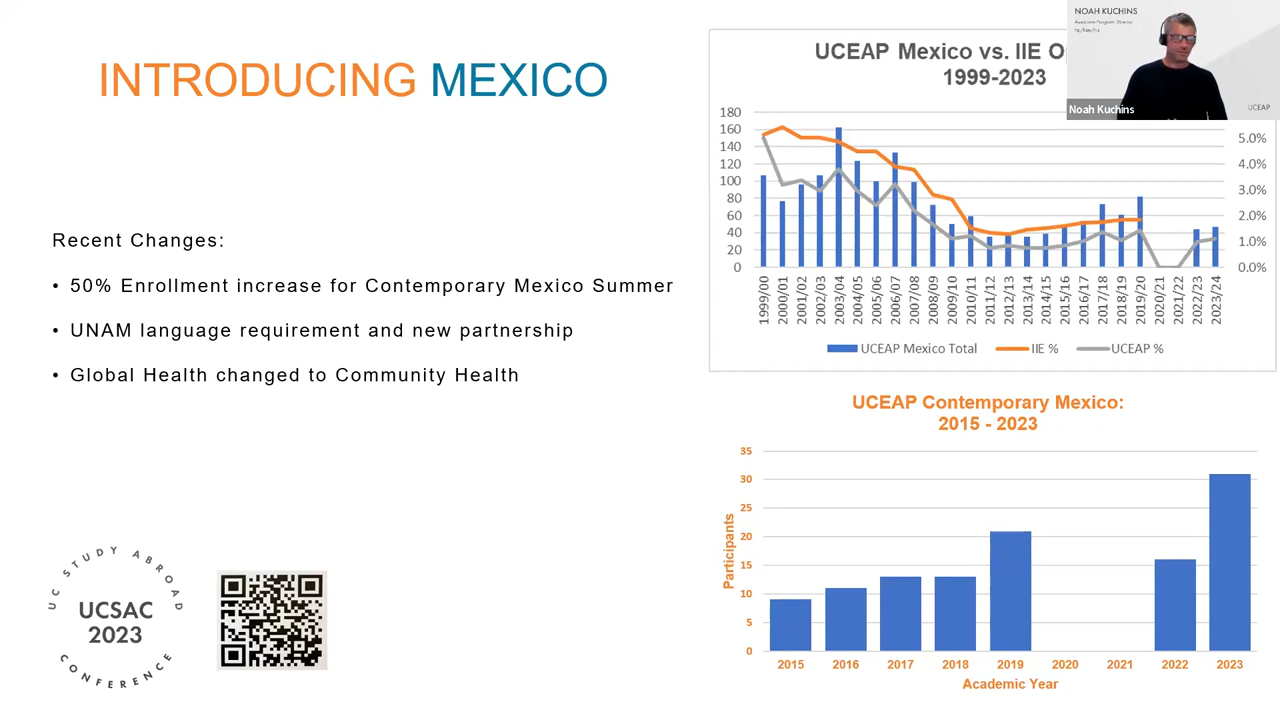 INTRODUCING MEXICO
Recent Changes:
• 50% Enrollment increase for Contemporary Mexico Summer
• UNAM language requirement and new partnership
• Global Health changed to Community Health
UC STUDY ABROAD
UCSAC
2023
CONFERENCE
UCEAP Mexico vs. IIE O
1999-2023
180
160
140
120
100
80
60
40
20
0
5.0%
4.0%
3.0%
2.0%
1.0%
0.0%
1999/00
2000/01
2001/02
2002/03
2003/04
2004/05
2005/06
2006/07
2007/08
2008/09
2009/10
2010/11
2011/12
2012/13
2013/14
2014/15
2015/16
2016/17
2017/18
2018/19
2019/20
2020/21
2021/22
2022/23
2023/24
UCEAP Mexico Total
IIE %
UCEAP %
NOAH KUCHINS
Associate Program Director
Noah Kuchins
UCEAP
UCEAP Contemporary Mexico:
2015 - 2023
Participants
35
30
25
20
15
10
5
0
2015 2016 2017 2018 2019 2020 2021 2022 2023
Academic Year